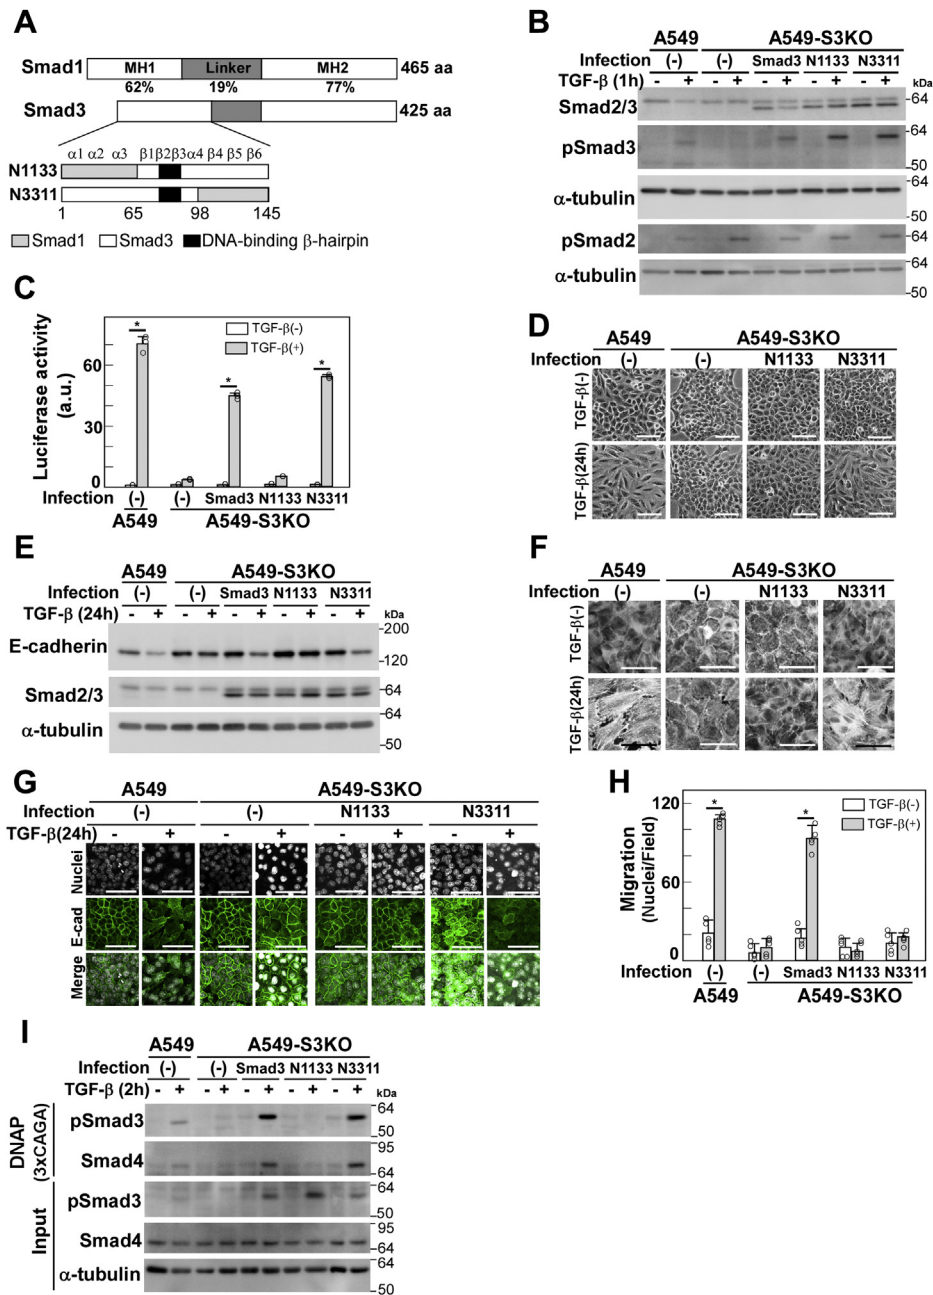 A
Smad1 MH1 Linker MH2 465 aa
62% 19% 77%
Smad3 425 aa
α1 α2 α3 β1 β2 β3 α4 β4 β5 β6
N1133
N3311
1 65 98 145
Smad1 Smad3 DNA-binding β-hairpin
B
A549 A549-S3KO
Infection (-) (-) Smad3 N1133 N3311
TGF-β (1h) - + - + - + - + - + kDa
Smad2/3 64
pSmad3 64
50
α-tubulin 64
50
pSmad2 64
α-tubulin 64
50
C
Luciferase activity
(a.u.)
60
30
0
TGF-β(-)
TGF-β(+)
* * *
Infection (-) (-) Smad3 N1133 N3311
A549 A549-S3KO
D
A549 A549-S3KO
Infection (-) (-) N1133 N3311
TGF-β(-)
TGF-β(24h)
E
A549 A549-S3KO
Infection (-) (-) Smad3 N1133 N3311
TGF-β (24h) - + - + - + - + - + kDa
E-cadherin 200
120
Smad2/3 64
α-tubulin 64
50
F
A549 A549-S3KO
Infection (-) (-) N1133 N3311
TGF-β(-)
TGF-β(24h)
G
A549 A549-S3KO
Infection (-) (-) N1133 N3311
TGF-β(24h) - + - + - + - +
Nuclei
E-cad
Merge
H
Migration
(Nuclei/Field)
120
60
0
TGF-β(-)
TGF-β(+)
* *
Infection (-) (-) Smad3 N1133 N3311
A549 A549-S3KO
I
A549 A549-S3KO
Infection (-) (-) Smad3 N1133 N3311
TGF-β (2h) - + - + - + - + - + kDa
DNAP
(3xCAGA)
pSmad3 64
50
Smad4 95
64
Input
pSmad3 64
50
Smad4 95
64
α-tubulin 64
50